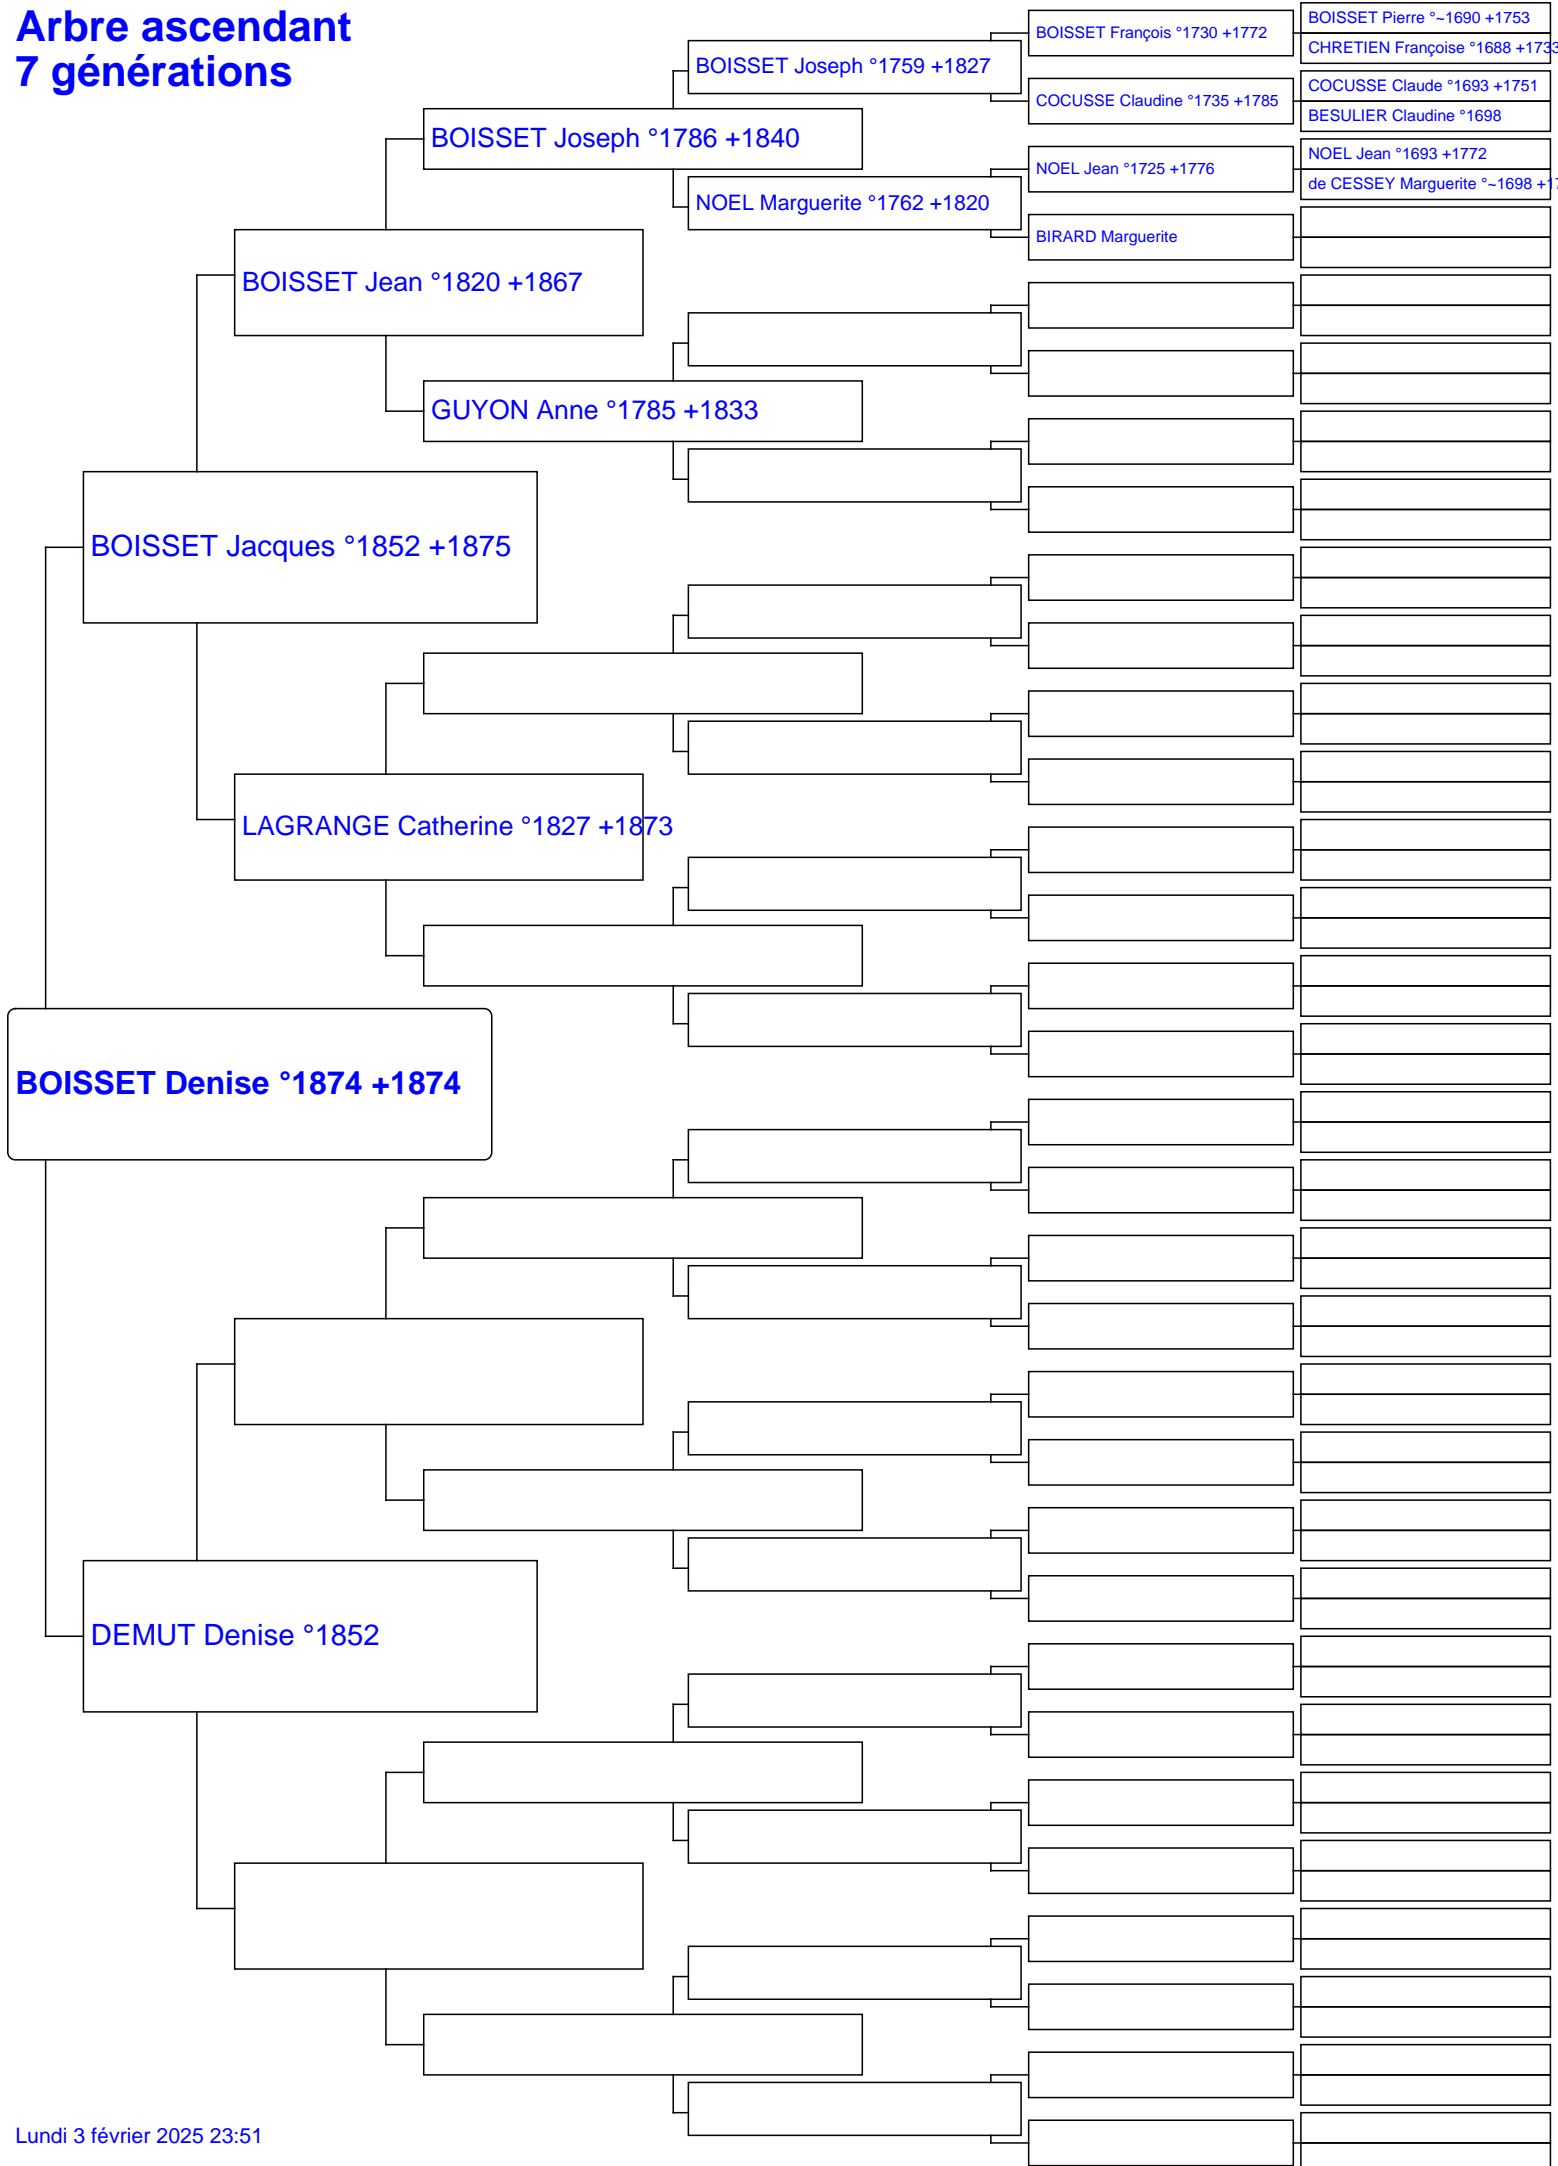 Arbre ascendant
7 générations
BOISSET Pierre °~1690 +1753
BOISSET François °1730 +1772
CHRETIEN Françoise °1688 +1733
BOISSET Joseph °1759 +1827
COCUSSE Claude °1693 +1751
COCUSSE Claudine °1735 +1785
BESULIER Claudine °1698
BOISSET Joseph °1786 +1840
NOEL Jean °1693 +1772
NOEL Jean °1725 +1776
de CESSEY Marguerite °~1698
NOEL Marguerite °1762 +1820
BIRARD Marguerite
BOISSET Jean °1820 +1867
GUYON Anne °1785 +1833
BOISSET Jacques °1852 +1875
LAGRANGE Catherine °1827 +1873
BOISSET Denise °1874 +1874
DEMUT Denise °1852
Lundi 3 février 2025 23:51